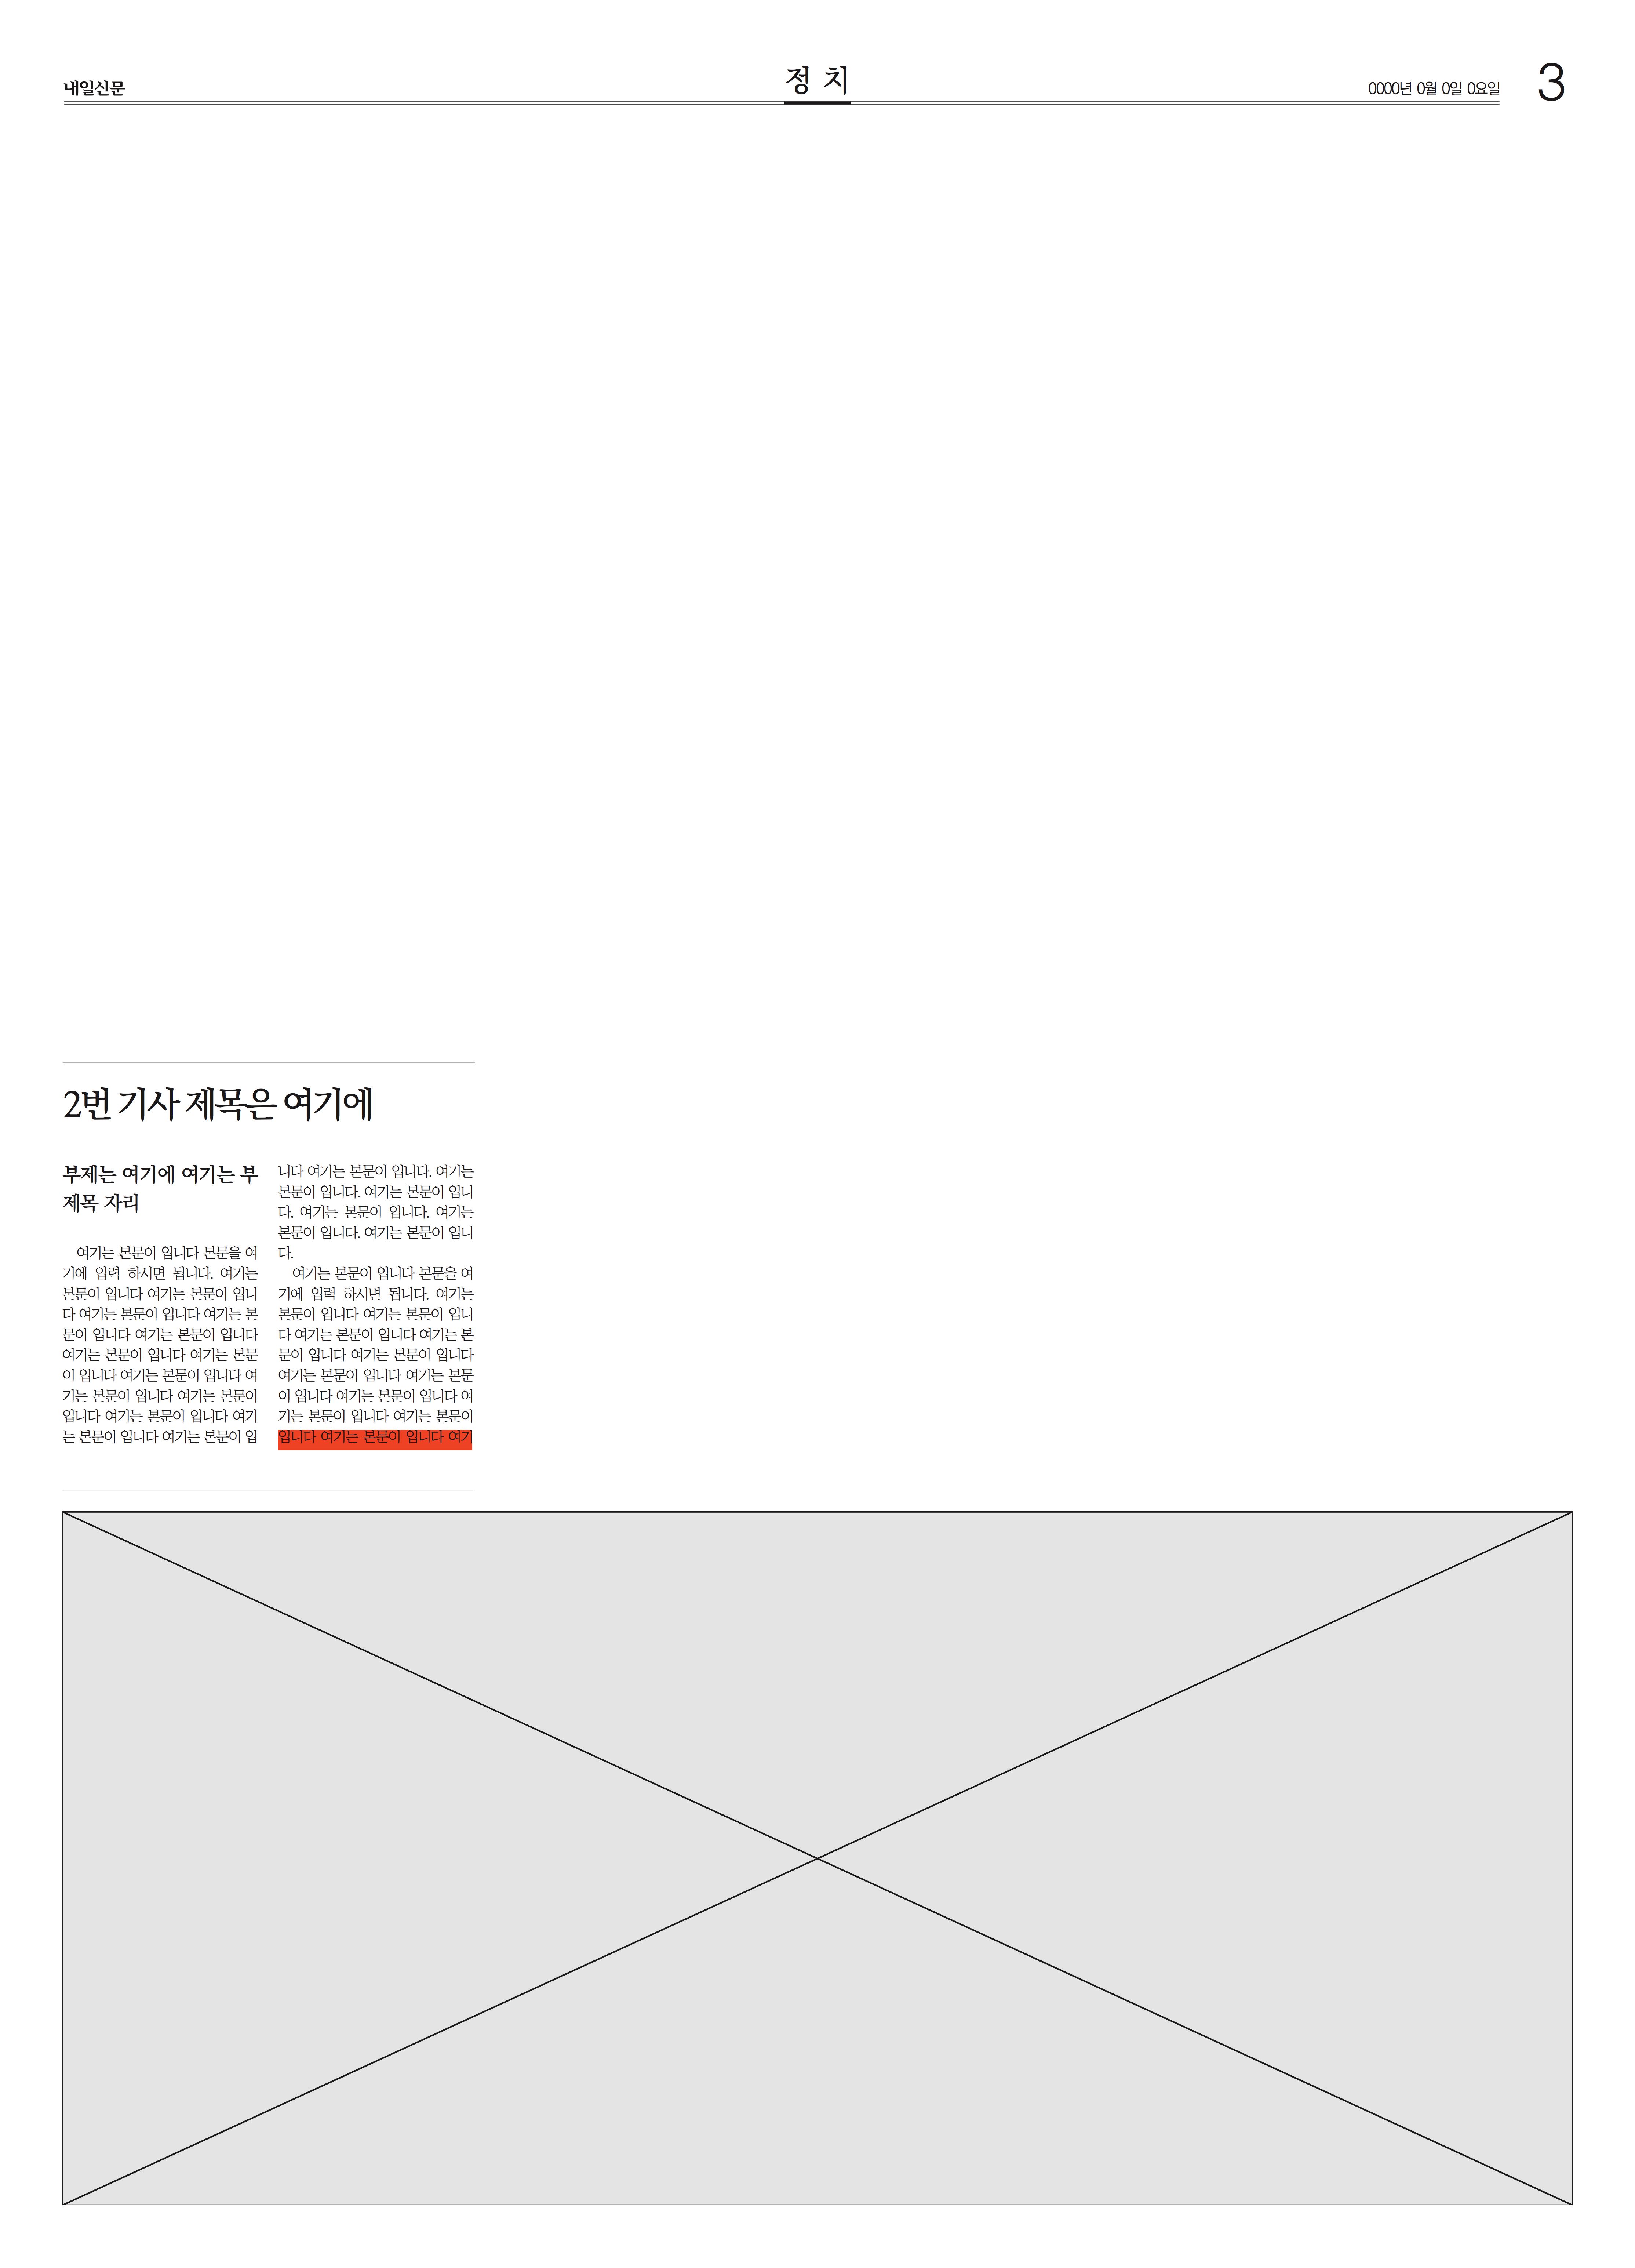 내일신문
정 치
0000년 0월 0일 0요일
3
2번 기사 제목은 여기에
부제는 여기에 여기는 부
제목 자리
여기는 본문이 입니다 본문을 여
기에 입력 하시면 됩니다. 여기는
본문이 입니다 여기는 본문이 입니
다 여기는 본문이 입니다 여기는 본
문이 입니다 여기는 본문이 입니다
여기는 본문이 입니다 여기는 본문
이 입니다 여기는 본문이 입니다 여
기는 본문이 입니다 여기는 본문이
입니다 여기는 본문이 입니다 여기
는 본문이 입니다 여기는 본문이 입
니다 여기는 본문이 입니다. 여기는
본문이 입니다. 여기는 본문이 입니
다. 여기는 본문이 입니다. 여기는
본문이 입니다. 여기는 본문이 입니
다.
여기는 본문이 입니다 본문을 여
기에 입력 하시면 됩니다. 여기는
본문이 입니다 여기는 본문이 입니
다 여기는 본문이 입니다 여기는 본
문이 입니다 여기는 본문이 입니다
여기는 본문이 입니다 여기는 본문
이 입니다 여기는 본문이 입니다 여
기는 본문이 입니다 여기는 본문이
입니다 여기는 본문이 입니다 여기